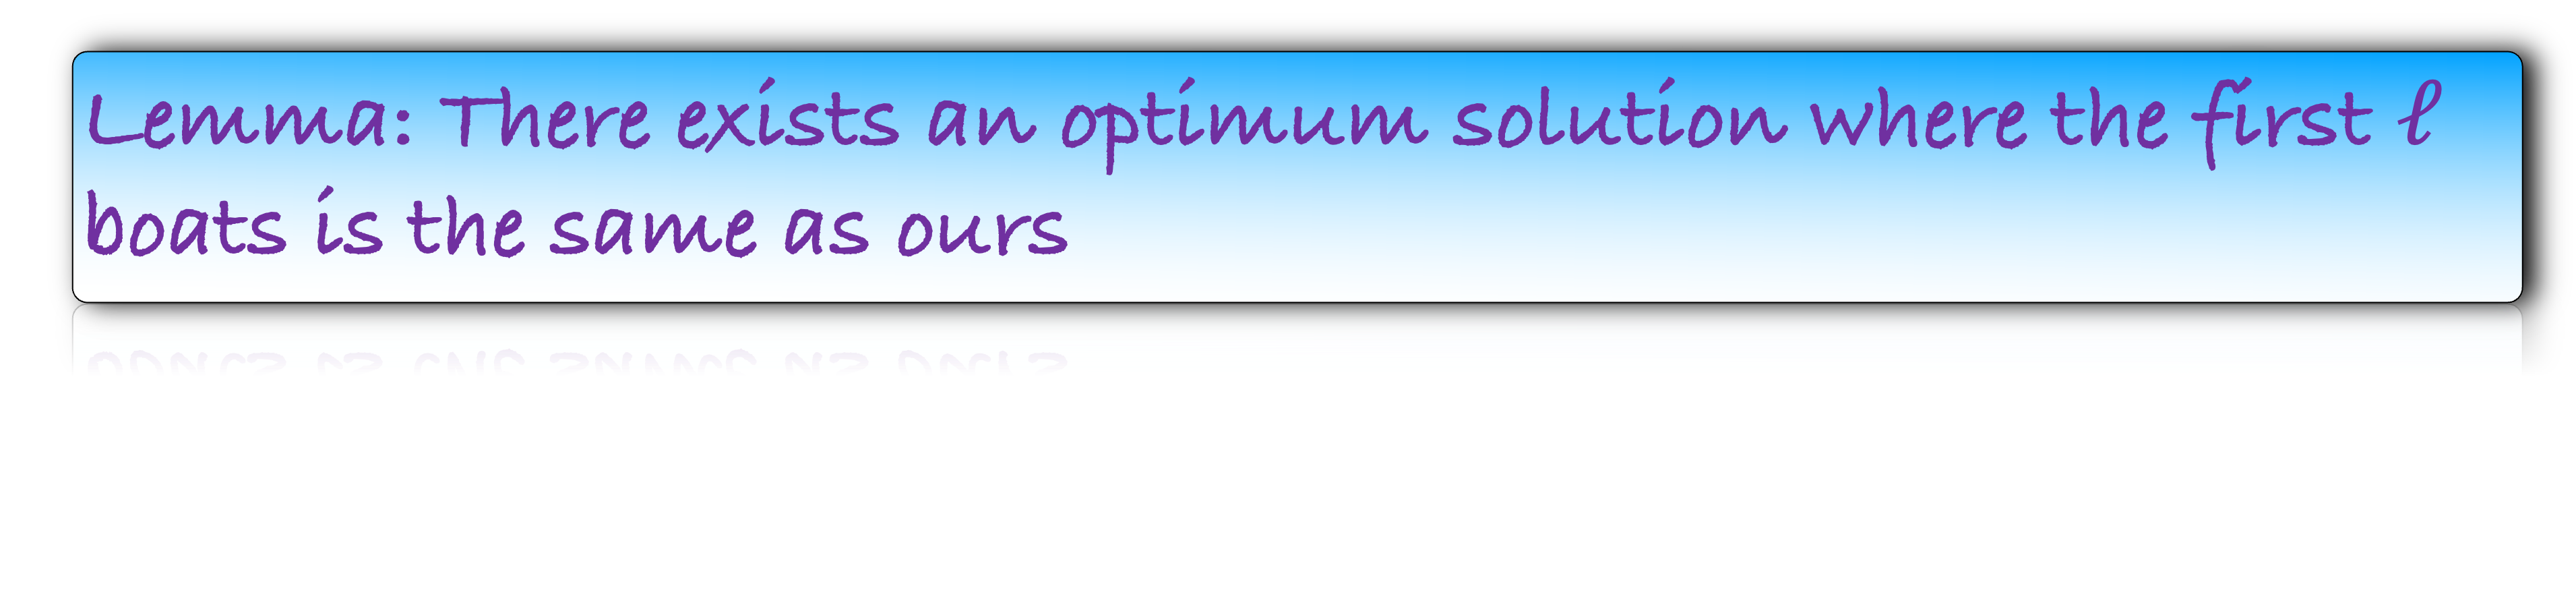 Lemma: There exists an optimum solution where the first ℓ
boats is the same as ours